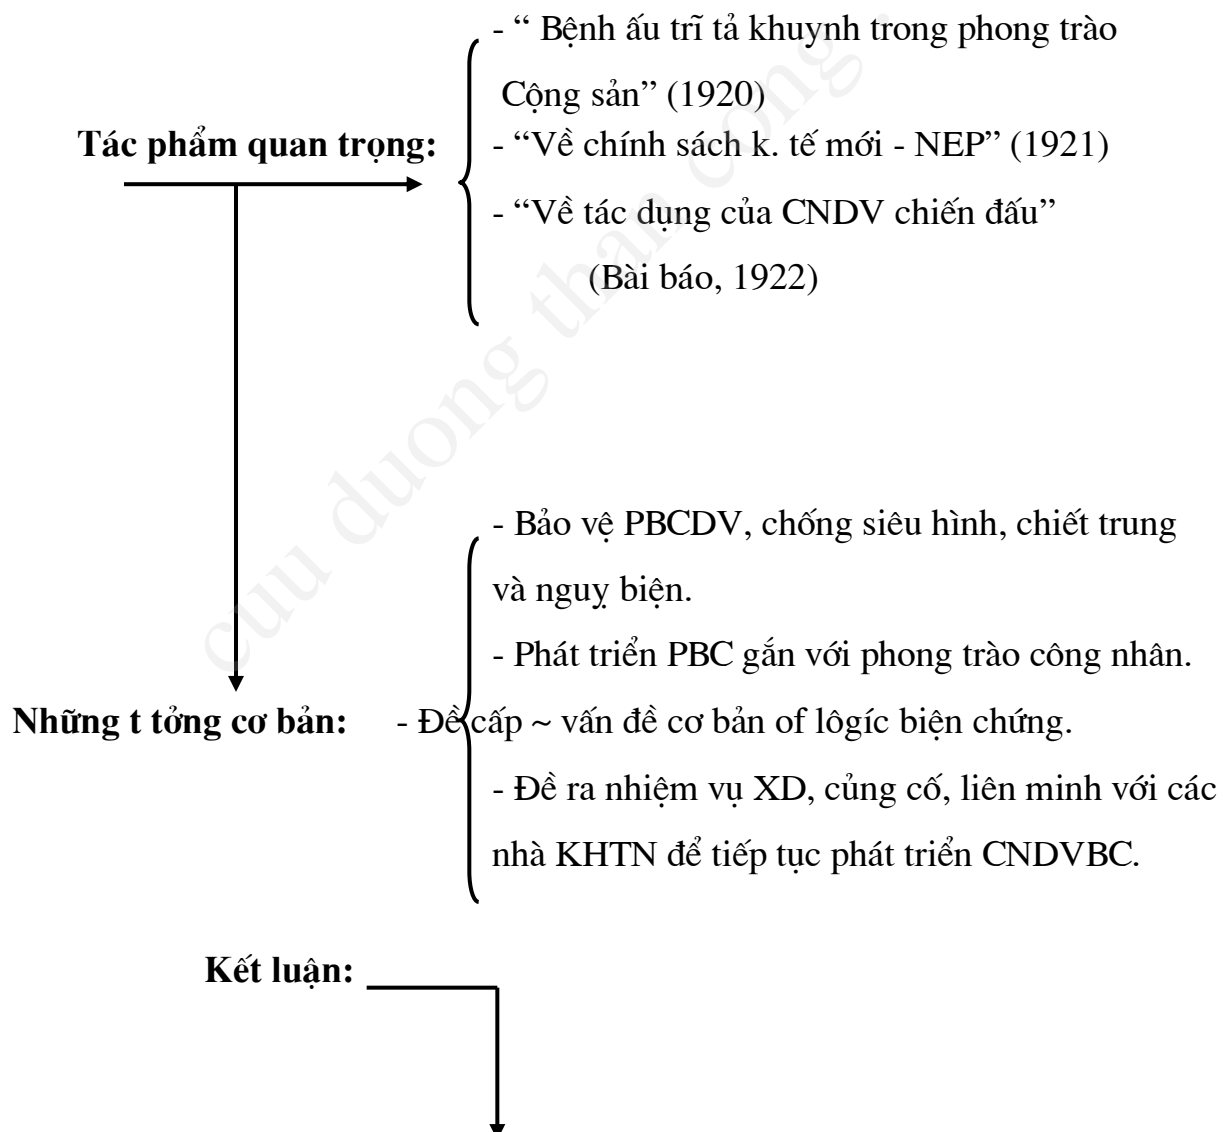 - “ Bệnh ấu trĩ tả khuynh trong phong trào
Cộng sản” (1920)
Tác phẩm quan trọng:
- “Về chính sách k. tế mới - NEP” (1921)
- “Về tác dụng của CNDV chiến đấu”
(Bài báo, 1922)
- Bảo vệ PBCDV, chống siêu hình, chiết trung
và nguỵ biện.
- Phát triển PBC gắn với phong trào công nhân.
Những t tởng cơ bản: - Đề cấp ~ vấn đề cơ bản of lôgíc biện chứng.
- Đề ra nhiệm vụ XD, củng cố, liên minh với các
nhà KHTN để tiếp tục phát triển CNDVBC.
Kết luận:
cuu duong than cong .